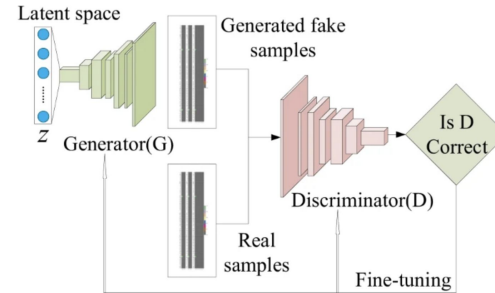 Latent space
Generated fake
samples
z
Generator(G)
Is D
Correct
Discriminator(D)
Real
samples
Fine-tuning